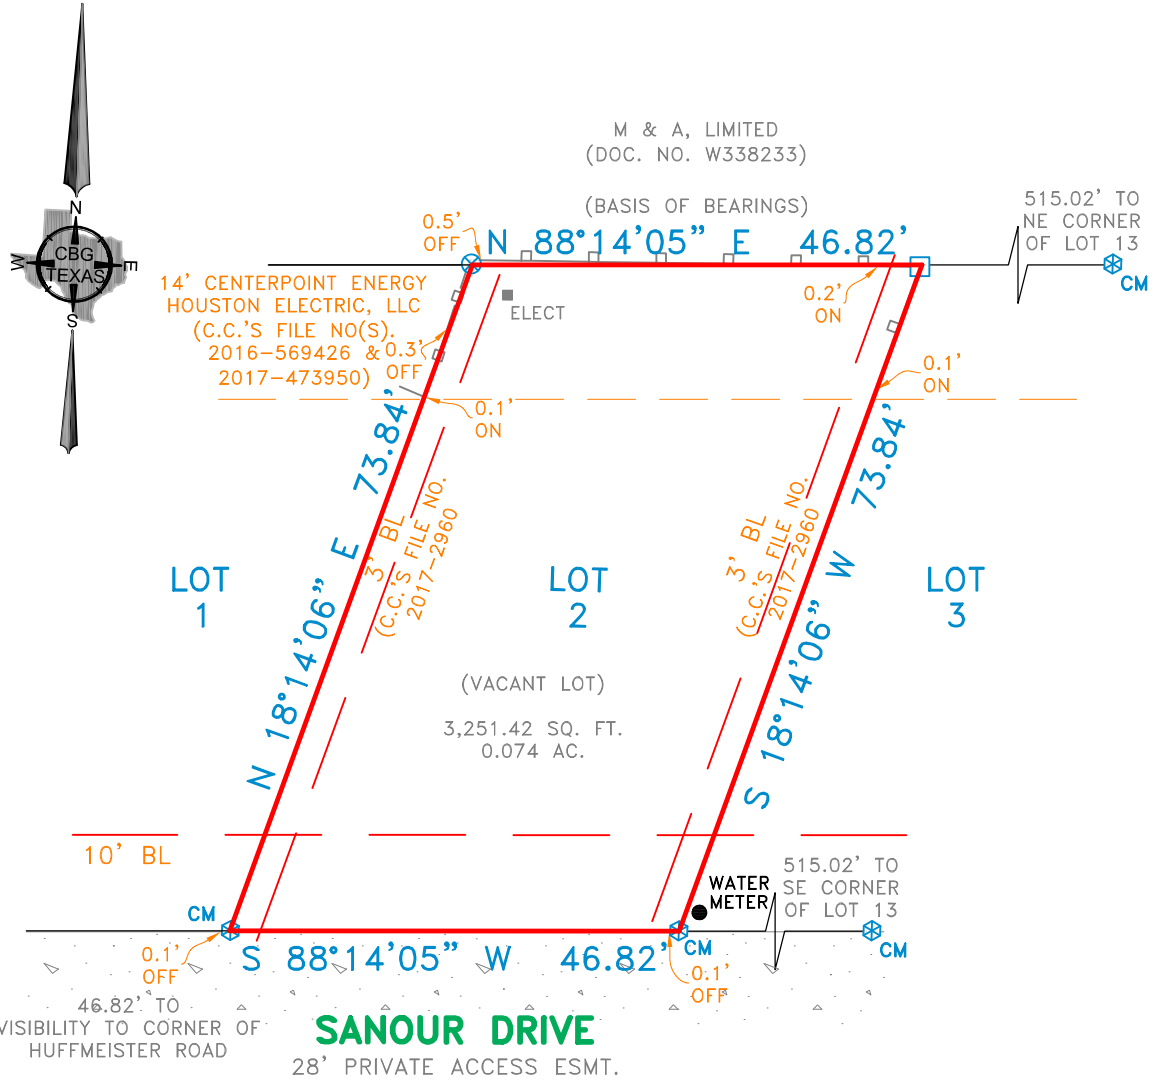 M & A, LIMITED
(DOC. NO. W338233)
(BASIS OF BEARINGS)
515.02' TO
NE CORNER
OF LOT 13
CM
N
W
CBG
TEXAS
E
S
0.5'
OFF
N 88°14'05" E 46.82'
14' CENTERPOINT ENERGY
HOUSTON ELECTRIC, LLC
(C.C.'S FILE NO(S).
2016-569426 &
2017-473950)
0.3'
OFF
ELECT
0.2'
ON
0.1'
ON
0.1'
ON
N 18°14'06" E 73.84'
3' BL
(C.C.'S FILE NO.
2017-2960
3' BL
(C.C.'S FILE NO.
2017-2960
S 18°14'06" W 73.84'
LOT
1
LOT
2
LOT
3
(VACANT LOT)
3,251.42 SQ. FT.
0.074 AC.
10' BL
WATER
METER
515.02' TO
SE CORNER
OF LOT 13
CM
CM
CM
0.1'
OFF
S 88°14'05" W 46.82'
0.1'
OFF
46.82' TO
VISIBILITY TO CORNER OF
HUFFMEISTER ROAD
SANOUR DRIVE
28' PRIVATE ACCESS ESMT.